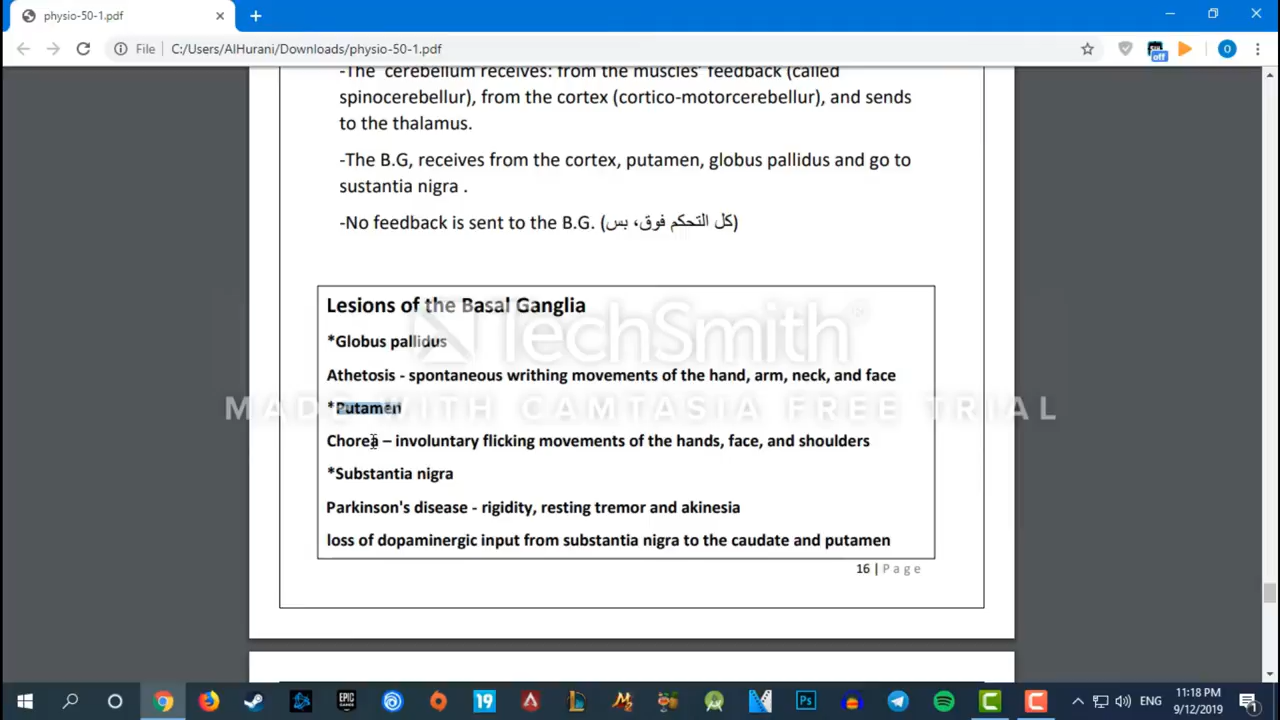 physio-50-1.pdf
File
C:/Users/AlHurani/Downloads/physio-50-1.pdf
off
O
-The cerebellum receives: from the muscles' feedback (called
spinocerebellur), from the cortex (cortico-motorcerebellur), and sends
to the thalamus.
-The B.G, receives from the cortex, putamen, globus pallidus and go to
sustantia nigra .
-No feedback is sent to the B.G. (كل التحكم فوق، بس)
Lesions of the Basal Ganglia
*Globus pallidus
Athetosis - spontaneous writhing movements of the hand, arm, neck, and face
*Putamen
Chorea – involuntary flicking movements of the hands, face, and shoulders
*Substantia nigra
Parkinson's disease - rigidity, resting tremor and akinesia
loss of dopaminergic input from substantia nigra to the caudate and putamen
16 | Page
TechSmith®
MADE WITH CAMTASIA FREE TRIAL
EPIC GAMES
19
Ps
ENG
11:18 PM
9/12/2019
1